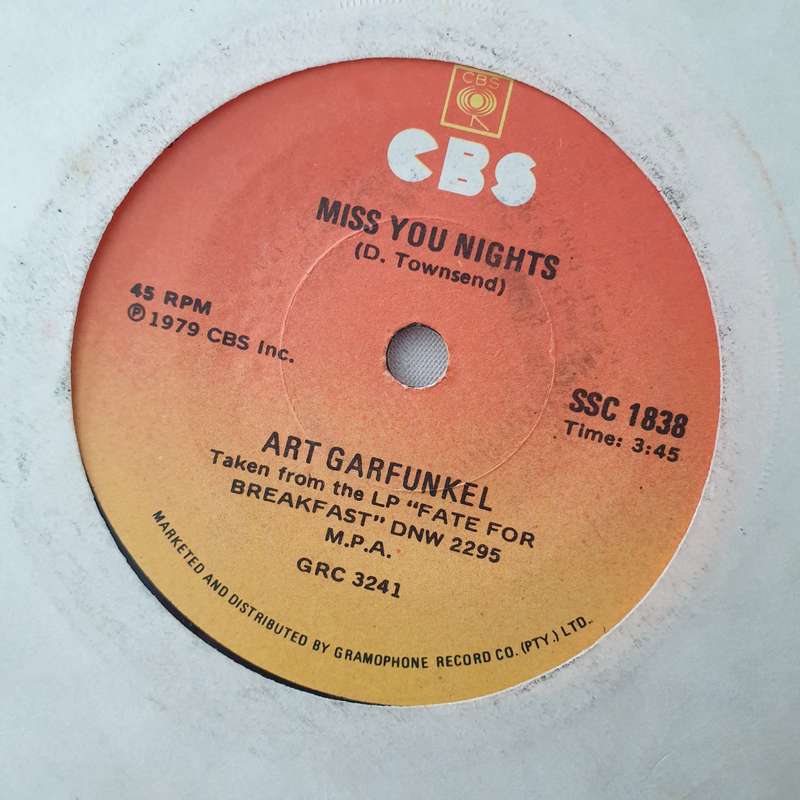 CBS
CBS
MISS YOU NIGHTS
(D. Townsend)
45 RPM
℗1979 CBS Inc.
SSC 1838
Time: 3:45
ART GARFUNKEL
Taken from the LP "FATE FOR
BREAKFAST" DNW 2295
M.P.A.
GRC 3241
MARKETED AND DISTRIBUTED BY GRAMOPHONE RECORD CO. (PTY.) LTD.